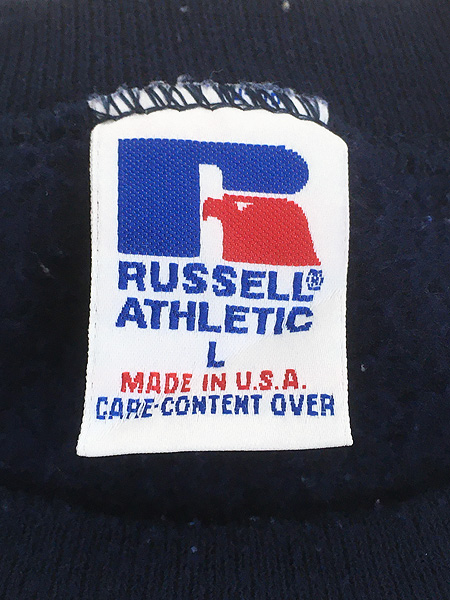 RUSSELL®
ATHLETIC
L
MADE IN U.S.A.
CARE-CONTENT OVER